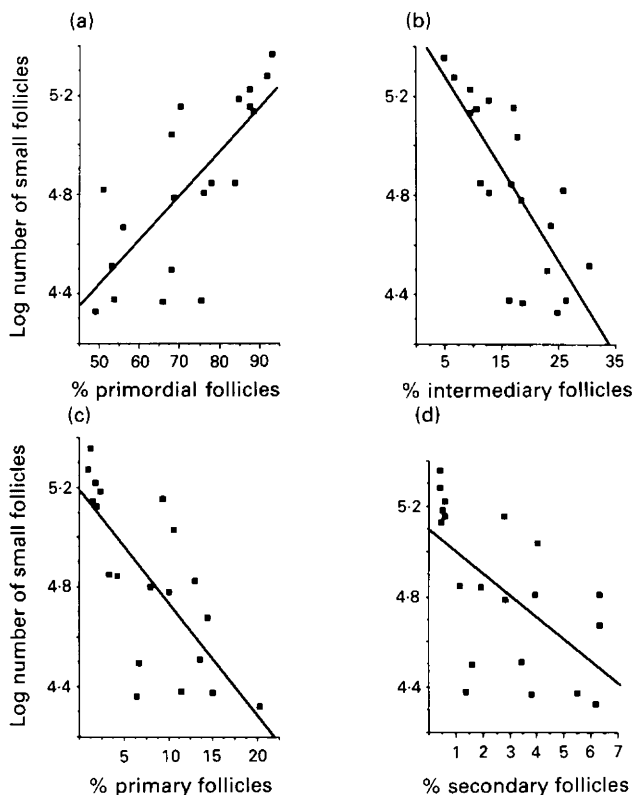 (a)
Log number of small follicles
5·2
4·8
4·4
50 60 70 80 90
% primordial follicles
(b)
5·2
4·8
4·4
5 15 25 35
% intermediary follicles
(c)
Log number of small follicles
5·2
4·8
4·4
5 10 15 20
% primary follicles
(d)
5·2
4·8
4·4
1 2 3 4 5 6 7
% secondary follicles